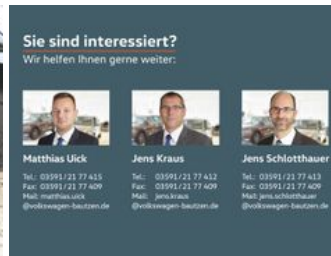 Sie sind interessiert?
Wir helfen Ihnen gerne weiter:
Matthias Uick
Tel.: 03591/21 77 415
Fax: 03591/21 77 409
Mail: matthias.uick
@volkswagen-bautzen.de
Jens Kraus
Tel.: 03591/21 77 412
Fax: 03591/21 77 409
Mail: jens.kraus
@volkswagen-bautzen.de
Jens Schlotthauer
Tel.: 03591/21 77 413
Fax: 03591/21 77 409
Mail: jens.schlotthauer
@volkswagen-bautzen.de